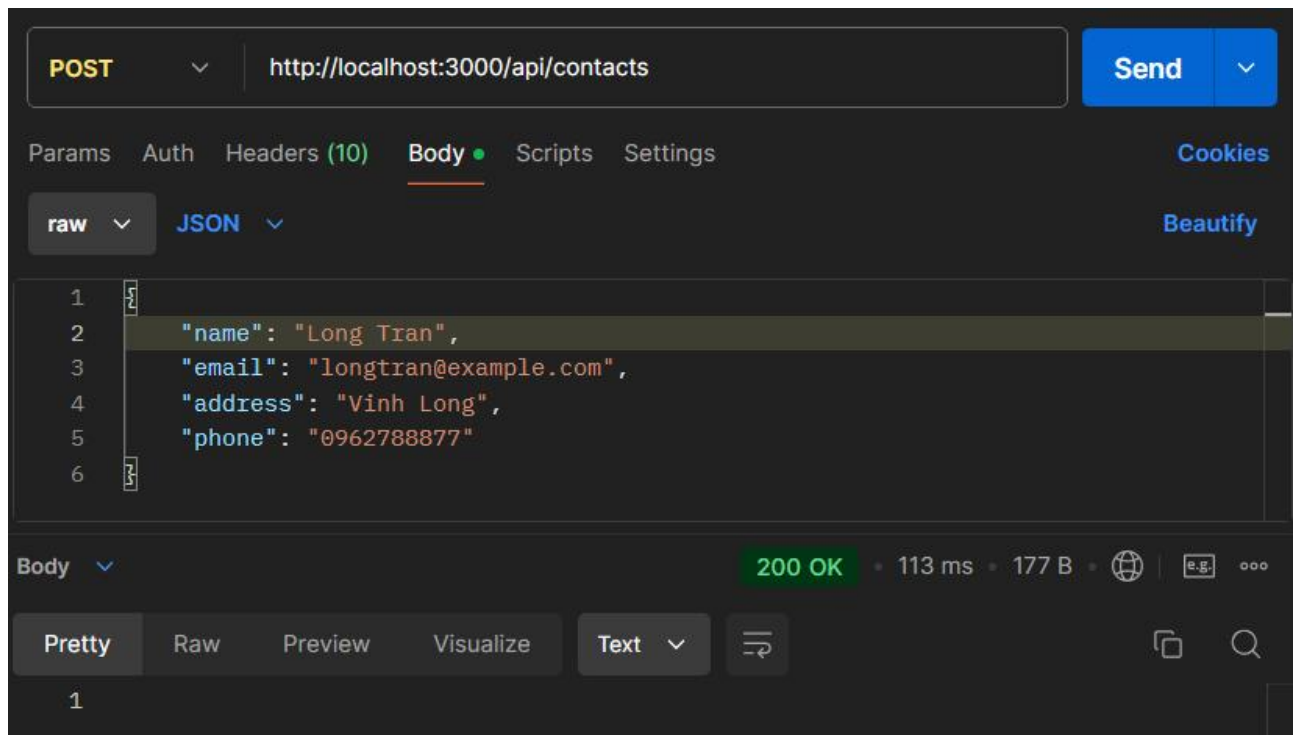 POST http://localhost:3000/api/contacts Send
Params Auth Headers (10) Body Scripts Settings Cookies
raw JSON Beautify
1 {
2 "name": "Long Tran",
3 "email": "longtran@example.com",
4 "address": "Vinh Long",
5 "phone": "0962788877"
6 }
Body 200 OK • 113 ms • 177 B • e.g.
Pretty Raw Preview Visualize Text
1